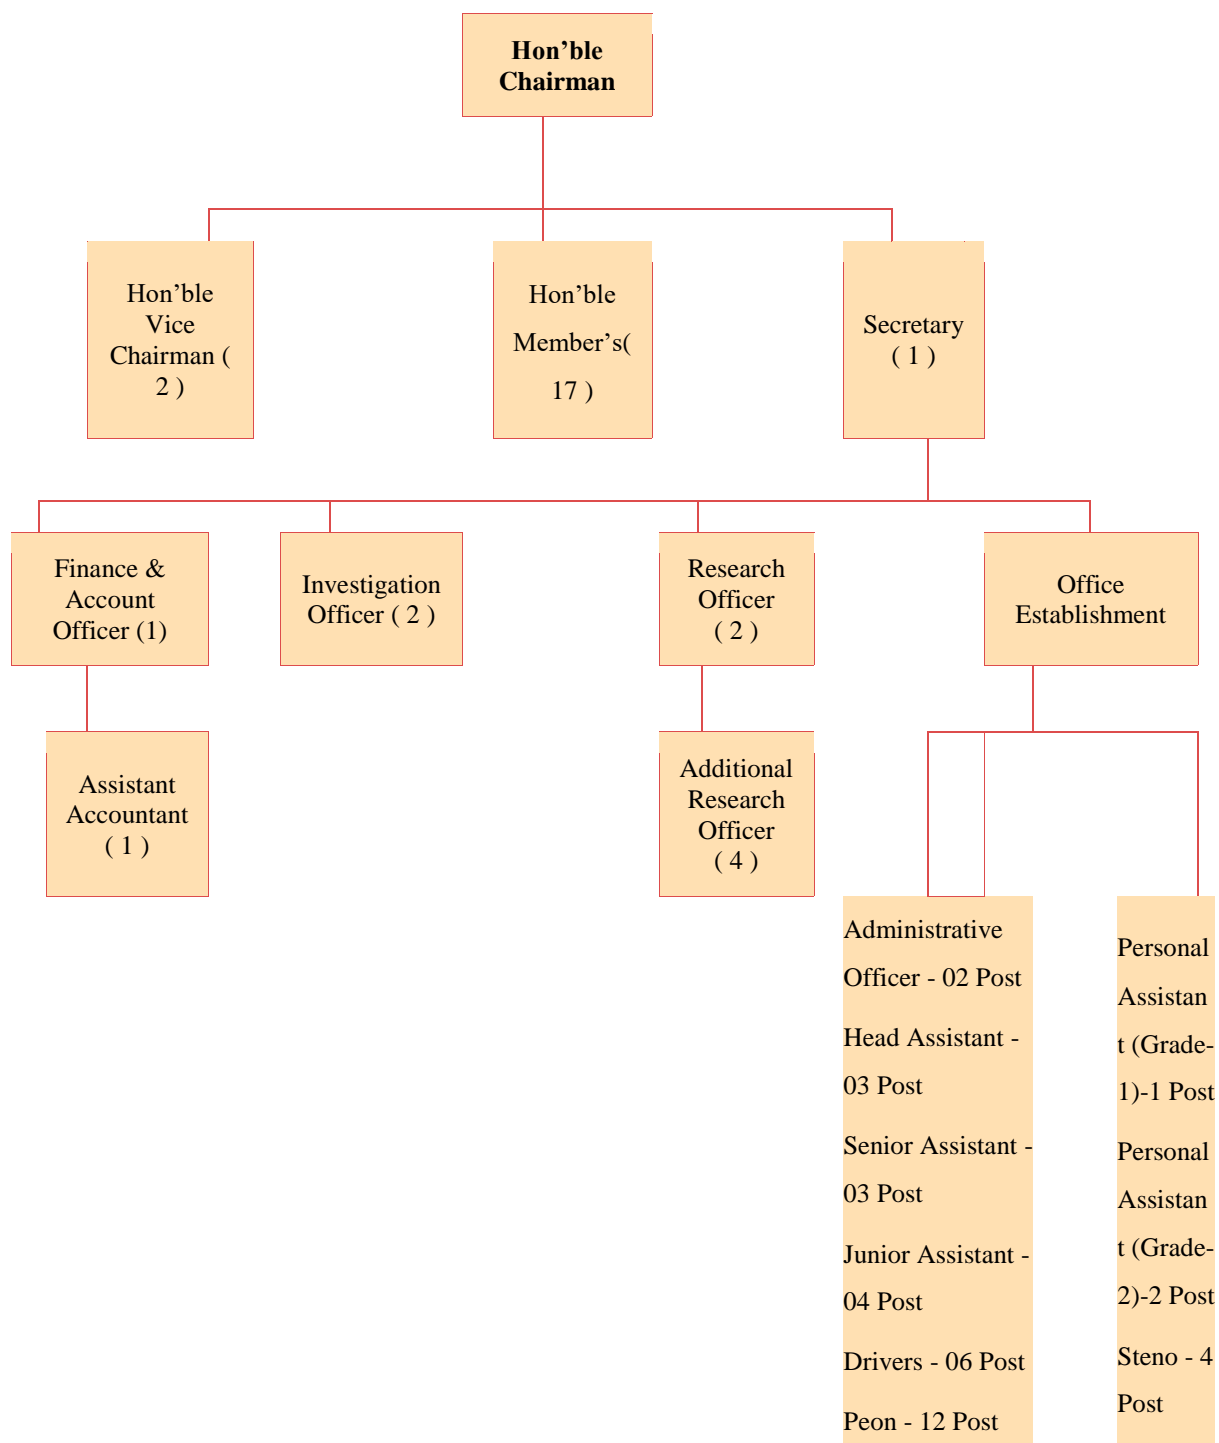 Hon’ble
Chairman
Hon’ble
Vice
Chairman (
2 )
Hon’ble
Member’s(
17 )
Secretary
( 1 )
Finance &
Account
Officer (1)
Investigation
Officer ( 2 )
Research
Officer
( 2 )
Office
Establishment
Assistant
Accountant
( 1 )
Additional
Research
Officer
( 4 )
Administrative
Officer - 02 Post
Head Assistant -
03 Post
Senior Assistant -
03 Post
Junior Assistant -
04 Post
Drivers - 06 Post
Peon - 12 Post
Personal
Assistan
t (Grade-
1)-1 Post
Personal
Assistan
t (Grade-
2)-2 Post
Steno - 4
Post